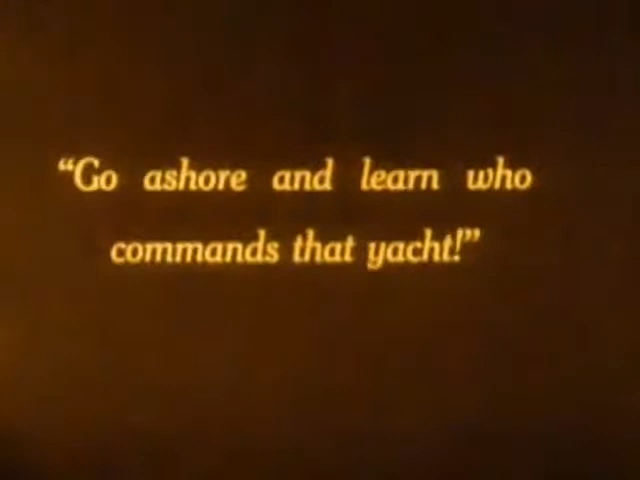 “Go ashore and learn who
commands that yacht!”